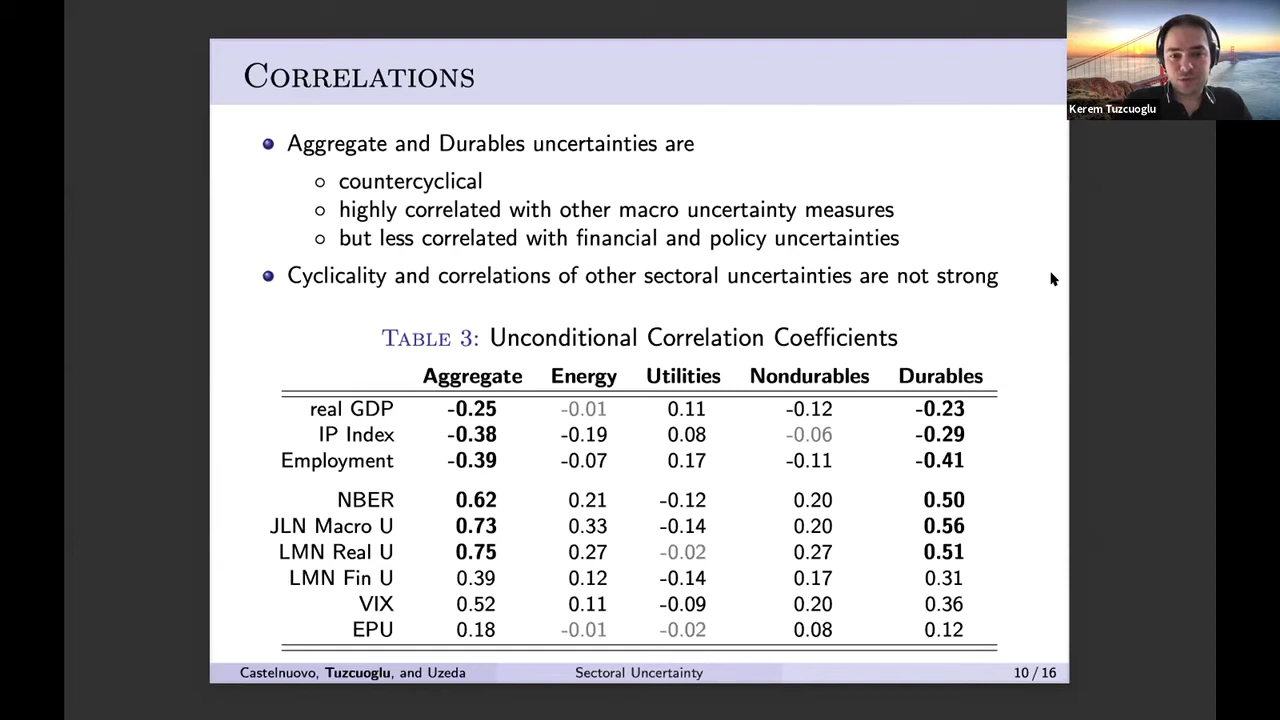 CORRELATIONS
Kerem Tuzcuoglu
Aggregate and Durables uncertainties are
countercyclical
highly correlated with other macro uncertainty measures
but less correlated with financial and policy uncertainties
Cyclicality and correlations of other sectoral uncertainties are not strong
TABLE 3: Unconditional Correlation Coefficients
Aggregate Energy Utilities Nondurables Durables
real GDP -0.25 -0.01 0.11 -0.12 -0.23
IP Index -0.38 -0.19 0.08 -0.06 -0.29
Employment -0.39 -0.07 0.17 -0.11 -0.41
NBER 0.62 0.21 -0.12 0.20 0.50
JLN Macro U 0.73 0.33 -0.14 0.20 0.56
LMN Real U 0.75 0.27 -0.02 0.27 0.51
LMN Fin U 0.39 0.12 -0.14 0.17 0.31
VIX 0.52 0.11 -0.09 0.20 0.36
EPU 0.18 -0.01 -0.02 0.08 0.12
Castelnuovo, Tuzcuoglu, and Uzeda Sectoral Uncertainty 10 / 16